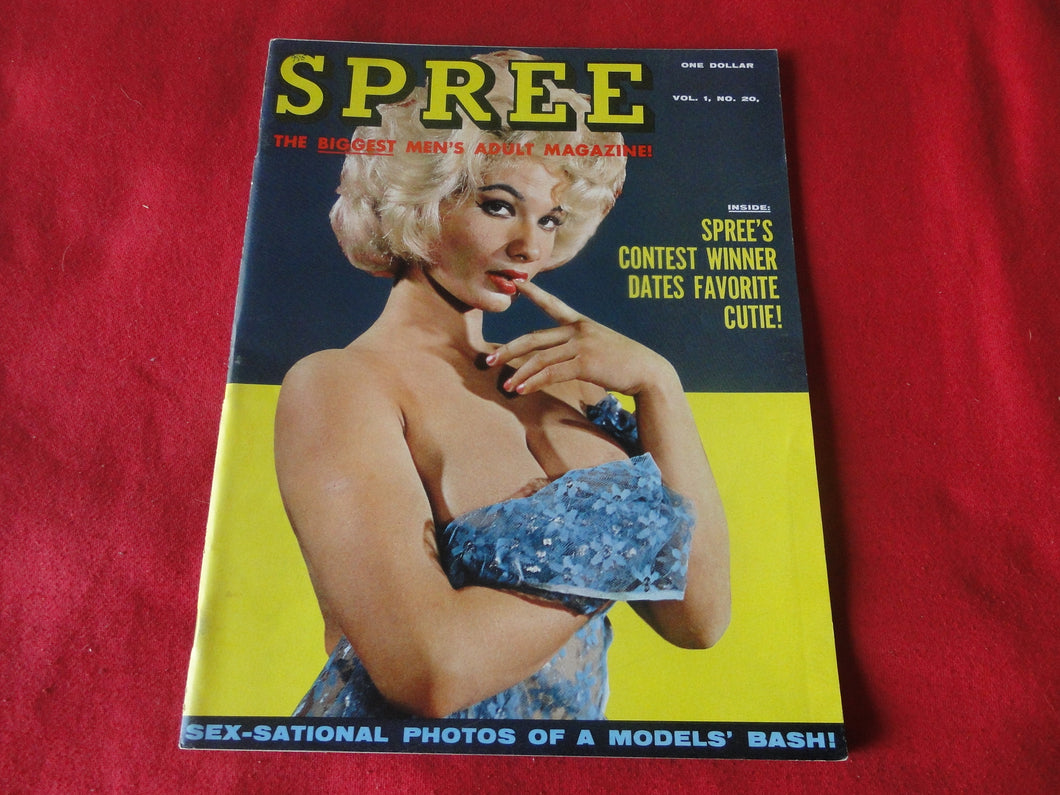 SPREE
ONE DOLLAR
VOL. 1, NO. 20,
THE BIGGEST MEN'S ADULT MAGAZINE!
INSIDE:
SPREE'S
CONTEST WINNER
DATES FAVORITE
CUTIE!
SEX-SATIONAL PHOTOS OF A MODELS' BASH!